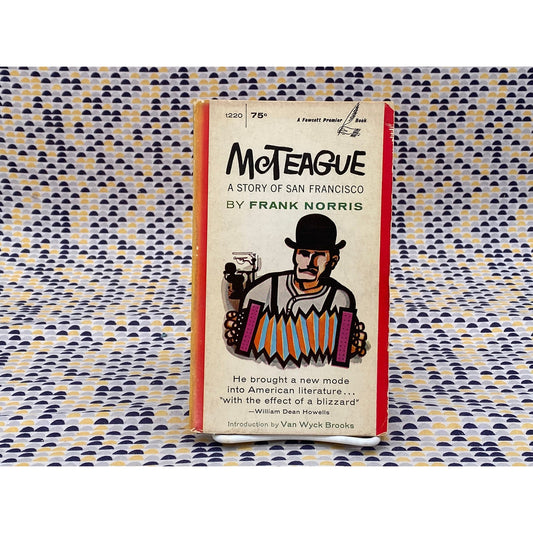 t220 75¢
A Fawcett Premier Book
McTEAGUE
A STORY OF SAN FRANCISCO
BY FRANK NORRIS
He brought a new mode
into American literature...
"with the effect of a blizzard"
—William Dean Howells
Introduction by Van Wyck Brooks